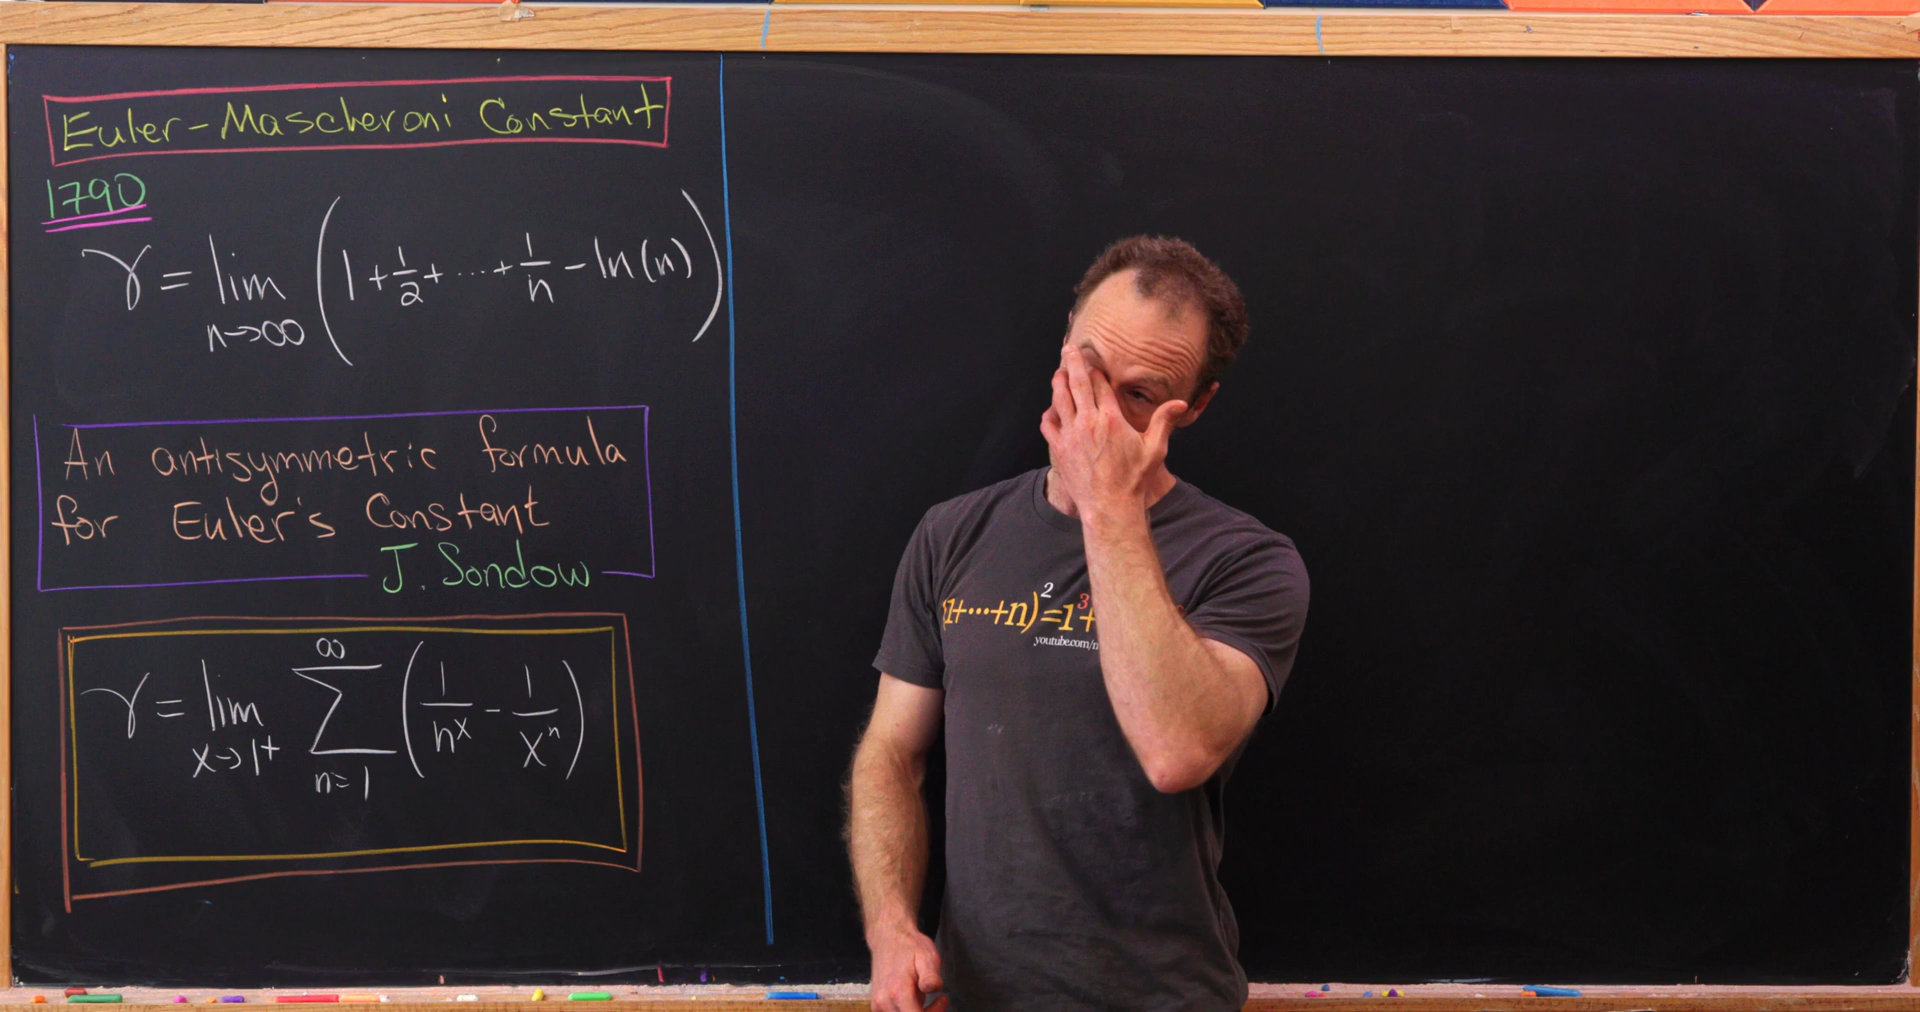 Euler-Mascheroni Constant
1790
γ = lim n→∞ (1 + 1/2 + ⋯ + 1/n − ln(n))
An antisymmetric formula
for Euler's Constant
J. Sondow
γ = lim x→1⁺ ∑ n=1 ∞ (1/n^x − 1/x^n)
1+⋯+n)²=1³+
youtube.com/